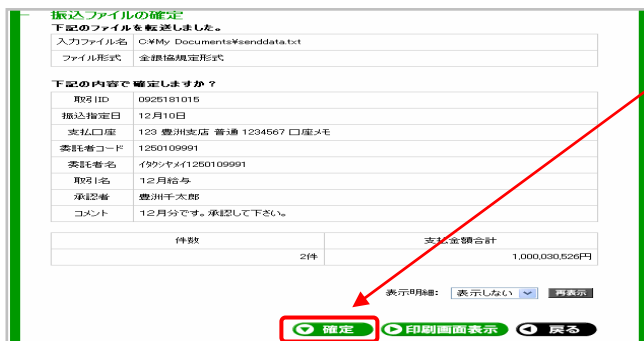 振込ファイルの確定
下記のファイルを転送しました。
入力ファイル名 C:¥My Documents¥senddata.txt
ファイル形式 全銀協規定形式
下記の内容で確定しますか？
取引ID 0925181015
振込指定日 12月10日
支払口座 123 豊洲支店 普通 1234567 口座メモ
委託者コード 1250109991
委託者名 イタクシヤメイ1250109991
取引名 12月給与
承認者 豊洲千太郎
コメント 12月分です。承認して下さい。
件数 支払金額合計
2件 1,000,030,526円
表示明細： 表示しない 再表示
確定 印刷画面表示 戻る